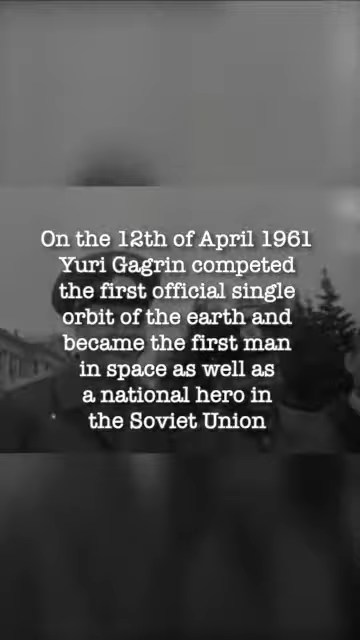 On the 12th of April 1961
Yuri Gagrin competed
the first official single
orbit of the earth and
became the first man
in space as well as
a national hero in
the Soviet Union